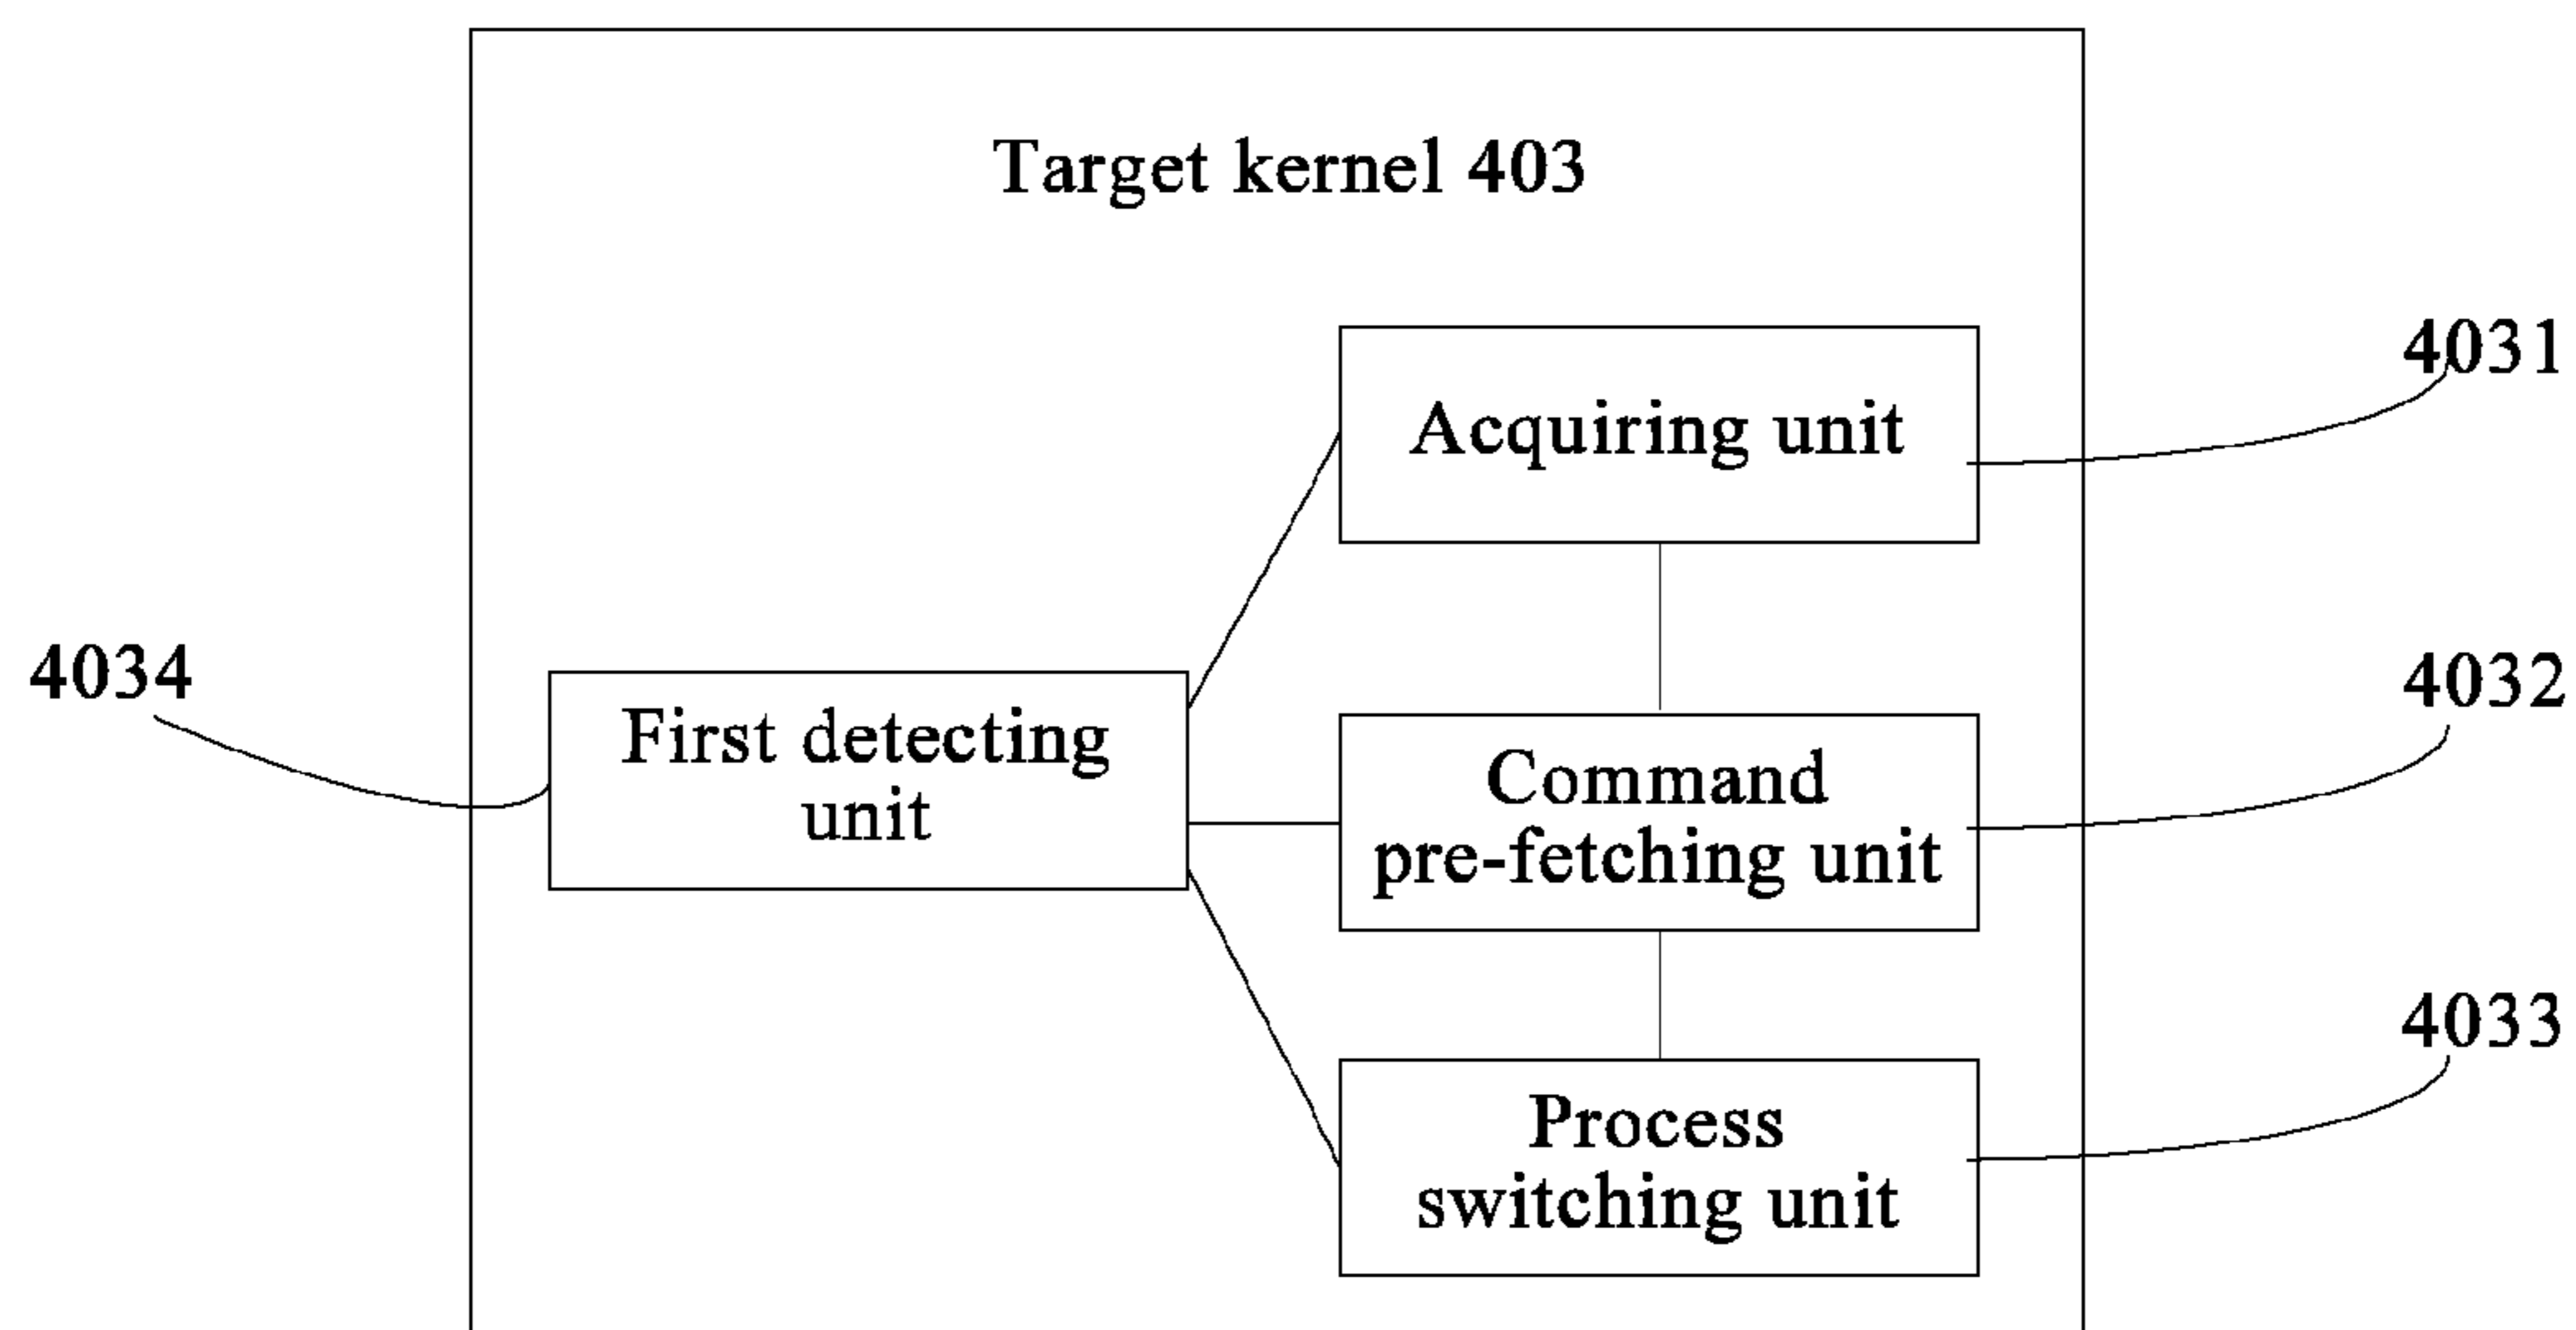 Target kernel 403
4031
Acquiring unit
4034
First detecting
unit
4032
Command
pre-fetching unit
4033
Process
switching unit